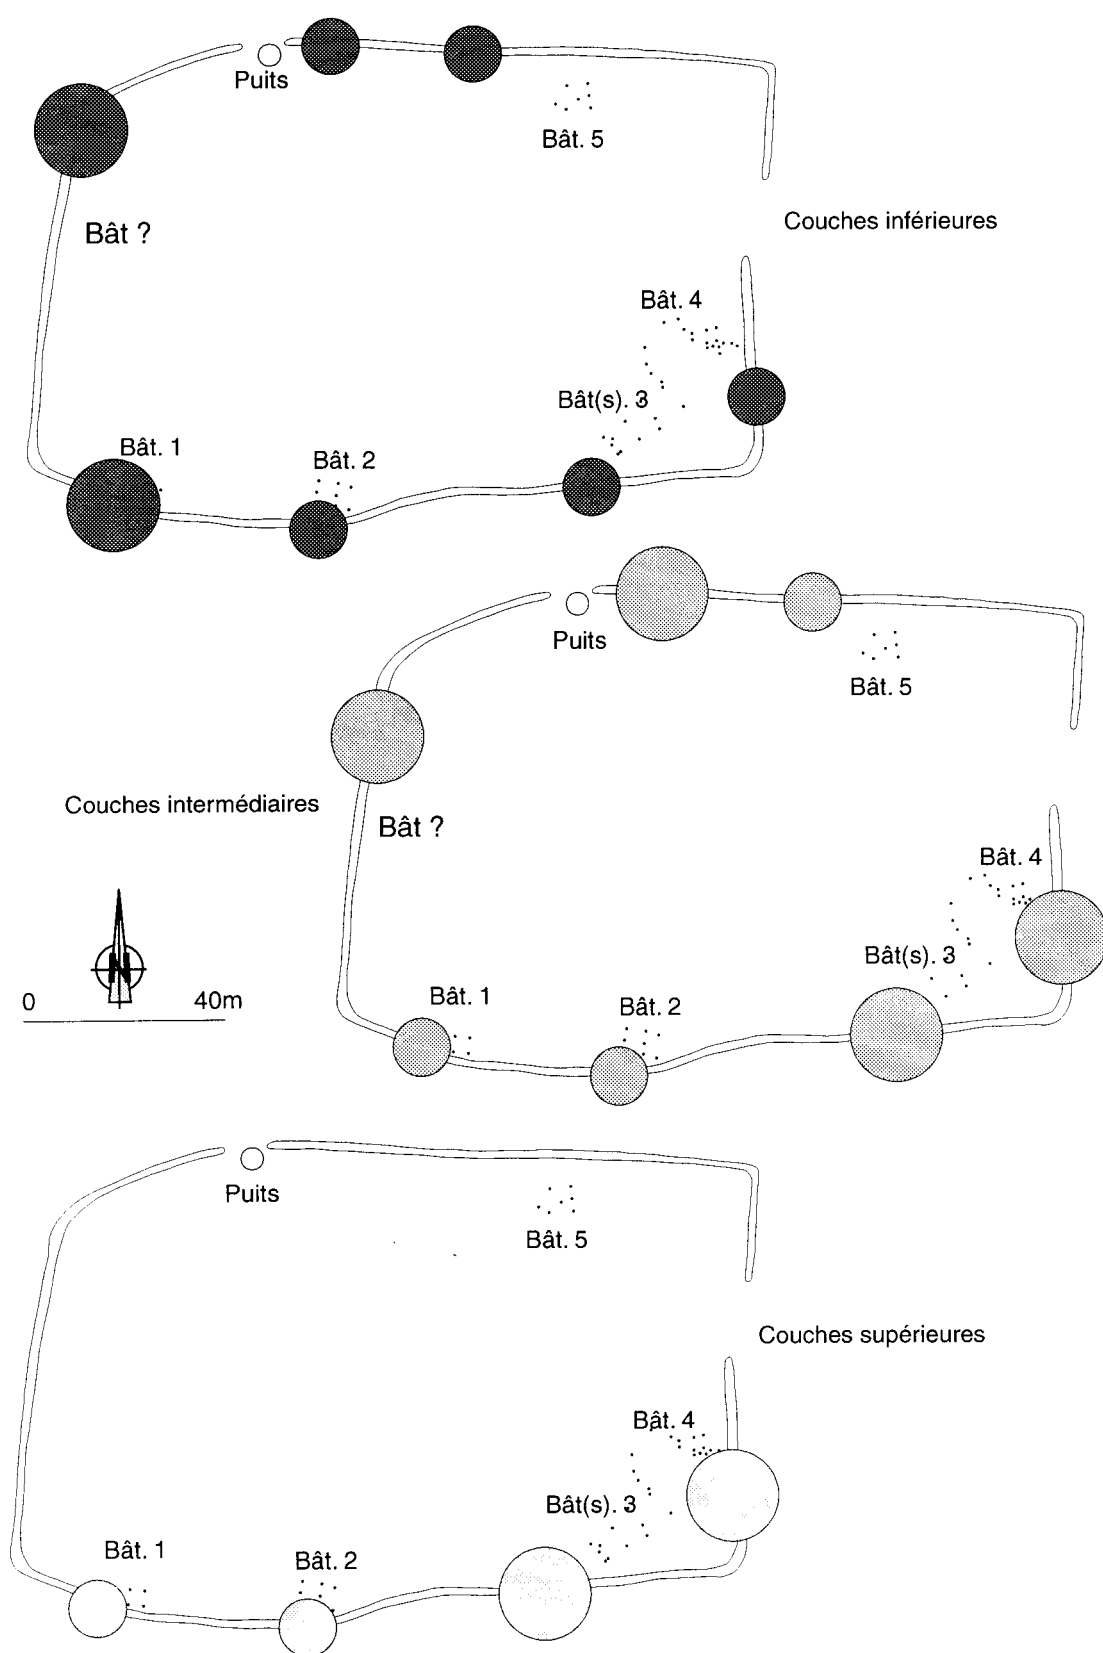 Puits
Bât. 5
Bât ?
Couches inférieures
Bât. 4
Bât(s). 3
Bât. 1
Bât. 2
Puits
Bât. 5
Couches intermédiaires
Bât ?
Bât. 4
Bât(s). 3
N
0 40m
Bât. 1
Bât. 2
Puits
Bât. 5
Couches supérieures
Bât. 4
Bât(s). 3
Bât. 1
Bât. 2